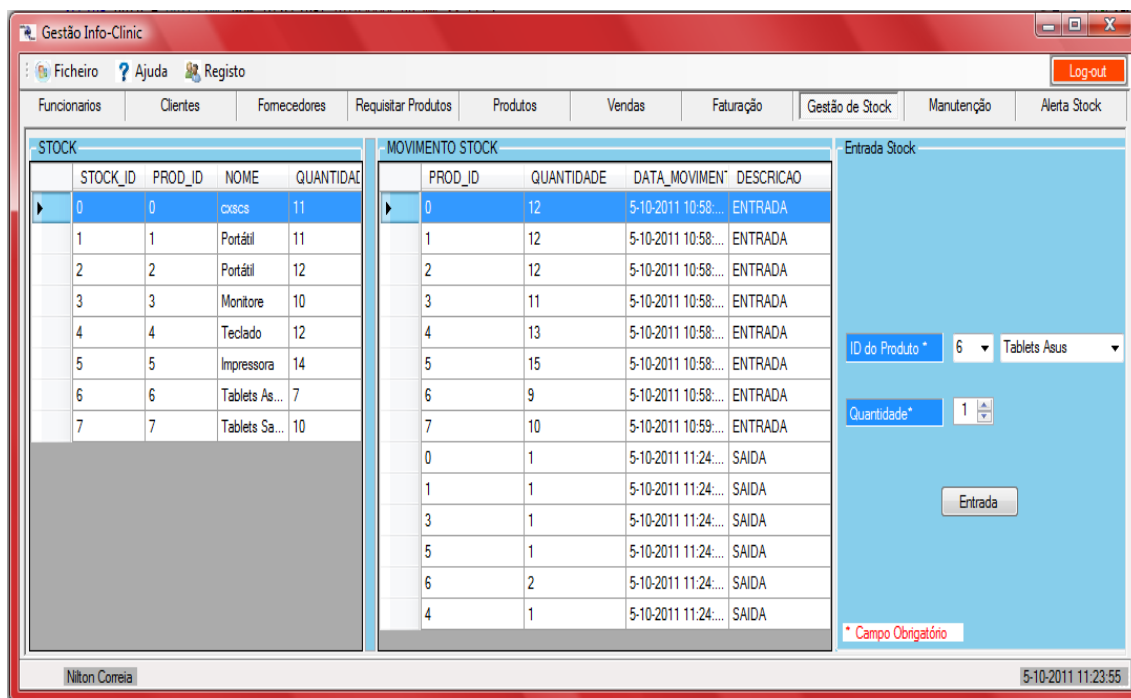 Gestão Info-Clinic
Ficheiro ? Ajuda Registo Log-out
Funcionarios Clientes Fornecedores Requisitar Produtos Produtos Vendas Faturação Gestão de Stock Manutenção Alerta Stock
STOCK
STOCK_ID PROD_ID NOME QUANTIDAD
0 0 cxscs 11
1 1 Portátil 11
2 2 Portátil 12
3 3 Monitore 10
4 4 Teclado 12
5 5 Impressora 14
6 6 Tablets As... 7
7 7 Tablets Sa... 10
MOVIMENTO STOCK
PROD_ID QUANTIDADE DATA_MOVIMENT DESCRICAO
0 12 5-10-2011 10:58:... ENTRADA
1 12 5-10-2011 10:58:... ENTRADA
2 12 5-10-2011 10:58:... ENTRADA
3 11 5-10-2011 10:58:... ENTRADA
4 13 5-10-2011 10:58:... ENTRADA
5 15 5-10-2011 10:58:... ENTRADA
6 9 5-10-2011 10:58:... ENTRADA
7 10 5-10-2011 10:59:... ENTRADA
0 1 5-10-2011 11:24:... SAIDA
1 1 5-10-2011 11:24:... SAIDA
3 1 5-10-2011 11:24:... SAIDA
5 1 5-10-2011 11:24:... SAIDA
6 2 5-10-2011 11:24:... SAIDA
4 1 5-10-2011 11:24:... SAIDA
Entrada Stock
ID do Produto * 6 Tablets Asus
Quantidade* 1
Entrada
* Campo Obrigatório
Nilton Correia 5-10-2011 11:23:55